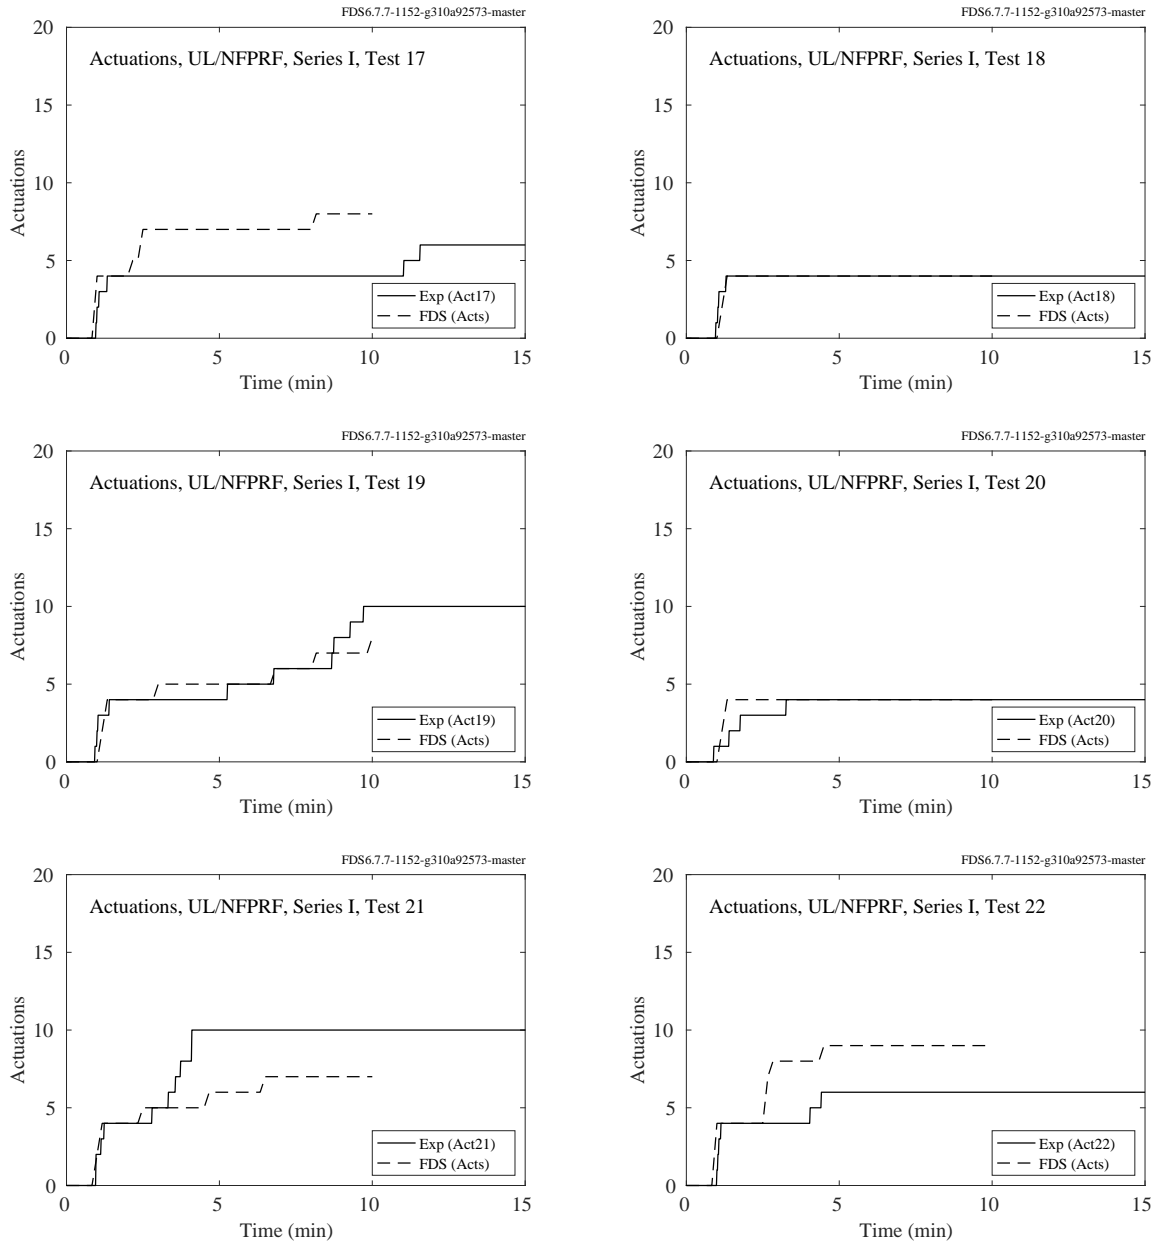 FDS6.7.7-1152-g310a92573-master
Actuations, UL/NFPRF, Series I, Test 17
20
15
10
5
0
Actuations
Exp (Act17)
FDS (Acts)
0 5 10 15
Time (min)
FDS6.7.7-1152-g310a92573-master
Actuations, UL/NFPRF, Series I, Test 18
20
15
10
5
0
Actuations
Exp (Act18)
FDS (Acts)
0 5 10 15
Time (min)
FDS6.7.7-1152-g310a92573-master
Actuations, UL/NFPRF, Series I, Test 19
20
15
10
5
0
Actuations
Exp (Act19)
FDS (Acts)
0 5 10 15
Time (min)
FDS6.7.7-1152-g310a92573-master
Actuations, UL/NFPRF, Series I, Test 20
20
15
10
5
0
Actuations
Exp (Act20)
FDS (Acts)
0 5 10 15
Time (min)
FDS6.7.7-1152-g310a92573-master
Actuations, UL/NFPRF, Series I, Test 21
20
15
10
5
0
Actuations
Exp (Act21)
FDS (Acts)
0 5 10 15
Time (min)
FDS6.7.7-1152-g310a92573-master
Actuations, UL/NFPRF, Series I, Test 22
20
15
10
5
0
Actuations
Exp (Act22)
FDS (Acts)
0 5 10 15
Time (min)